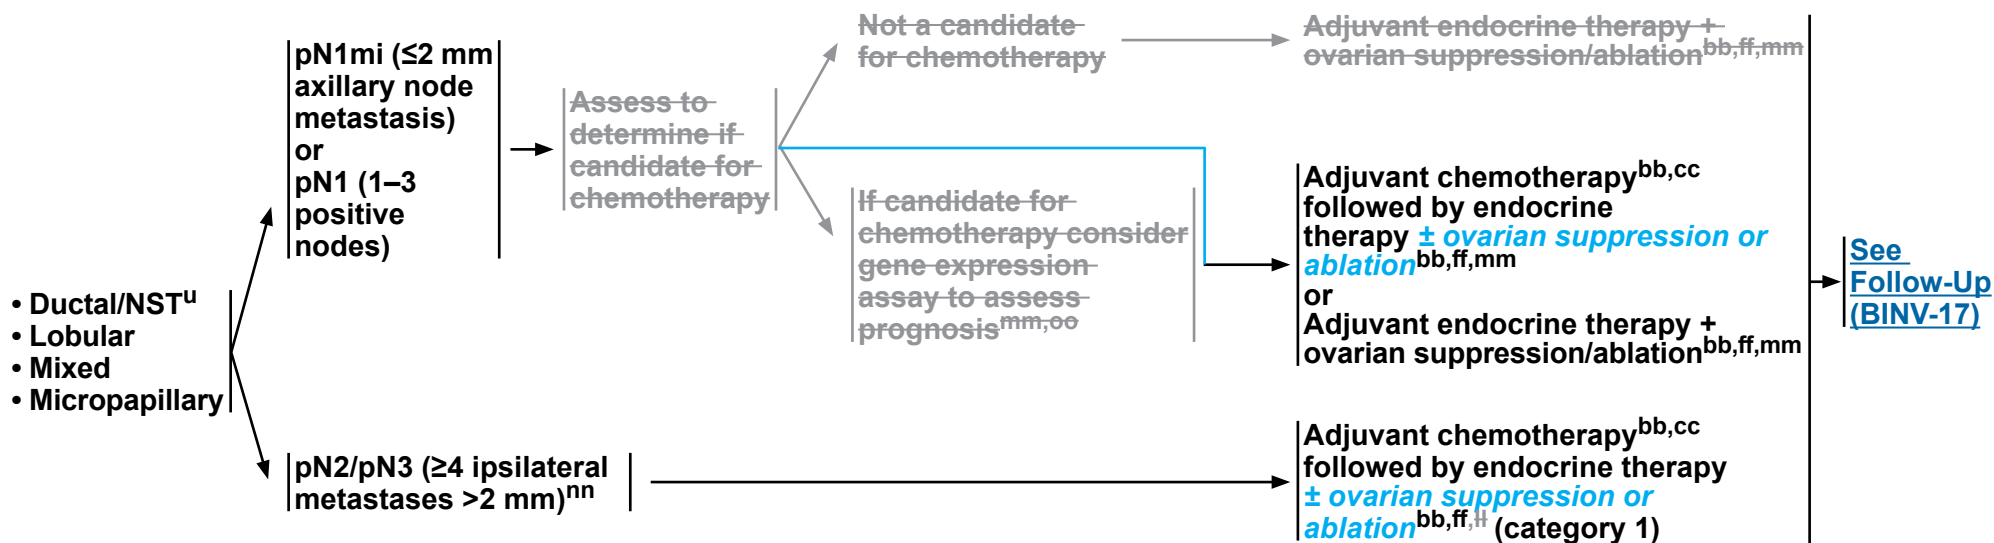 • Ductal/NSTu
• Lobular
• Mixed
• Micropapillary
pN1mi (≤2 mm
axillary node
metastasis)
or
pN1 (1–3
positive
nodes)
Assess to
determine if
candidate for
chemotherapy
Not a candidate
for chemotherapy
Adjuvant endocrine therapy +
ovarian suppression/ablationbb,ff,mm
If candidate for
chemotherapy consider
gene expression
assay to assess
prognosismm,oo
Adjuvant chemotherapybb,cc
followed by endocrine
therapy ± ovarian suppression or
ablationbb,ff,mm
or
Adjuvant endocrine therapy +
ovarian suppression/ablationbb,ff,mm
pN2/pN3 (≥4 ipsilateral
metastases >2 mm)nn
Adjuvant chemotherapybb,cc
followed by endocrine therapy
± ovarian suppression or
ablationbb,ff,ll (category 1)
See
Follow-Up
(BINV-17)